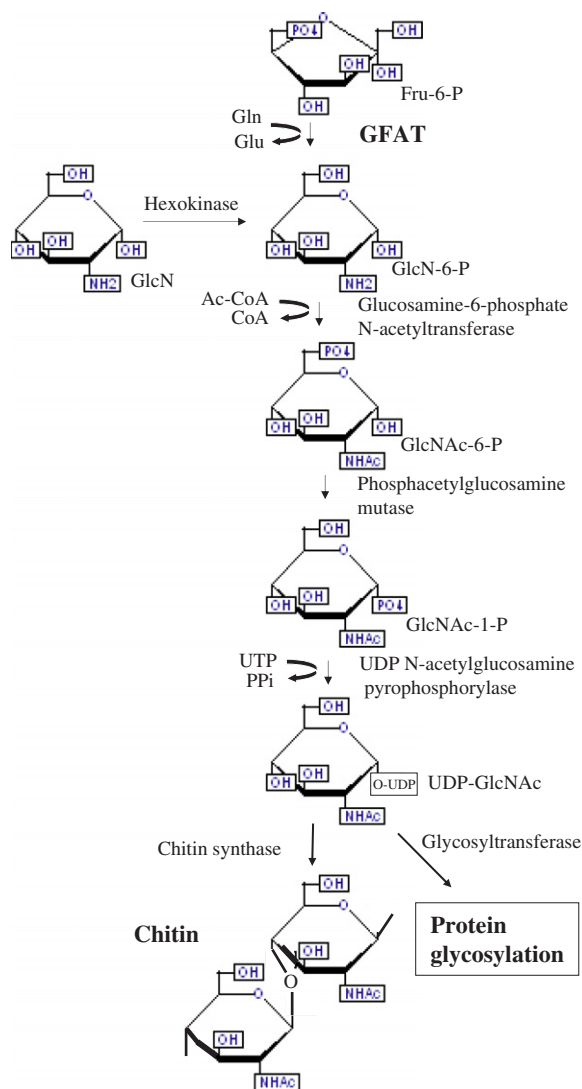 PO4
O
OH
OH
OH
OH
Fru-6-P
Gln
Glu
GFAT
OH
O
OH
OH
OH
NH2
GlcN
Hexokinase
OH
O
OH
OH
OH
NH2
GlcN-6-P
Ac-CoA
CoA
Glucosamine-6-phosphate
N-acetyltransferase
PO4
O
OH
OH
OH
NHAc
GlcNAc-6-P
Phosphacetylglucosamine
mutase
OH
O
OH
OH
PO4
NHAc
GlcNAc-1-P
UTP
PPi
UDP N-acetylglucosamine
pyrophosphorylase
OH
O
OH
OH
O-UDP
NHAc
UDP-GlcNAc
Chitin synthase
Glycosyltransferase
OH
O
OH
NHAc
Chitin
Protein
glycosylation
O
OH
O
OH
NHAc